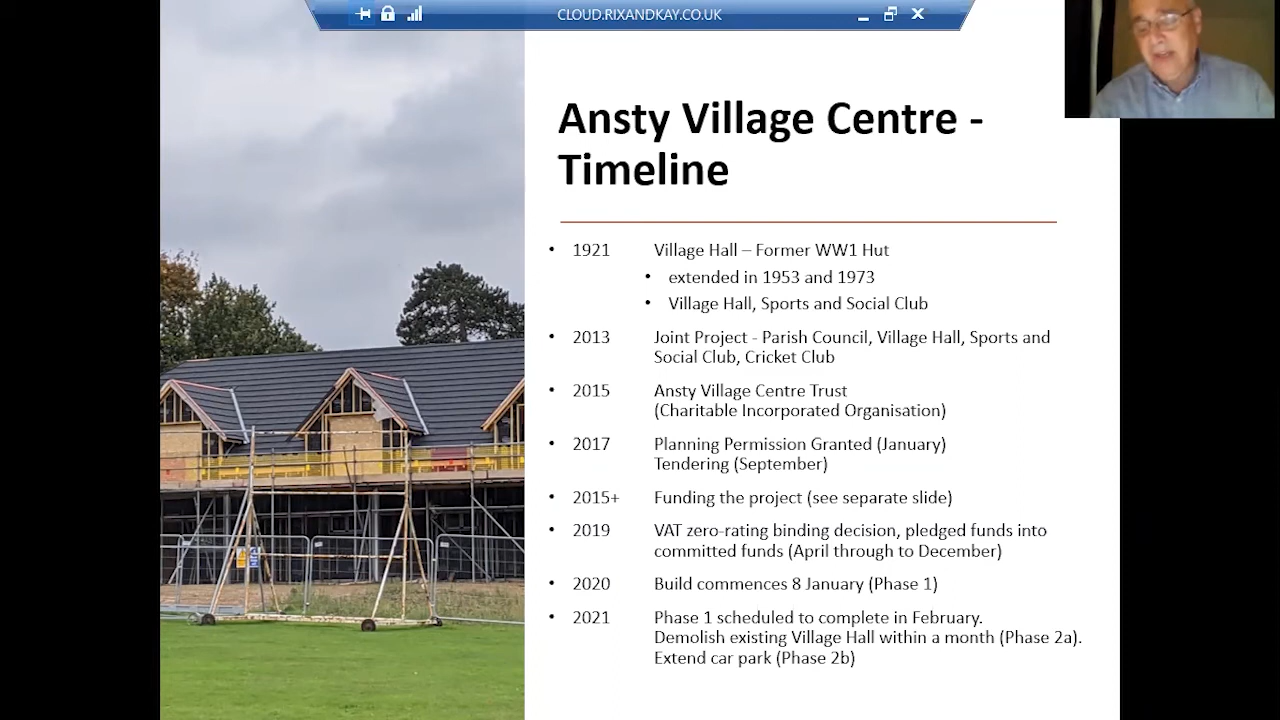 CLOUD.RIXANDKAY.CO.UK
Ansty Village Centre -
Timeline
• 1921 Village Hall – Former WW1 Hut
• extended in 1953 and 1973
• Village Hall, Sports and Social Club
• 2013 Joint Project - Parish Council, Village Hall, Sports and
Social Club, Cricket Club
• 2015 Ansty Village Centre Trust
(Charitable Incorporated Organisation)
• 2017 Planning Permission Granted (January)
Tendering (September)
• 2015+ Funding the project (see separate slide)
• 2019 VAT zero-rating binding decision, pledged funds into
committed funds (April through to December)
• 2020 Build commences 8 January (Phase 1)
• 2021 Phase 1 scheduled to complete in February.
Demolish existing Village Hall within a month (Phase 2a).
Extend car park (Phase 2b)